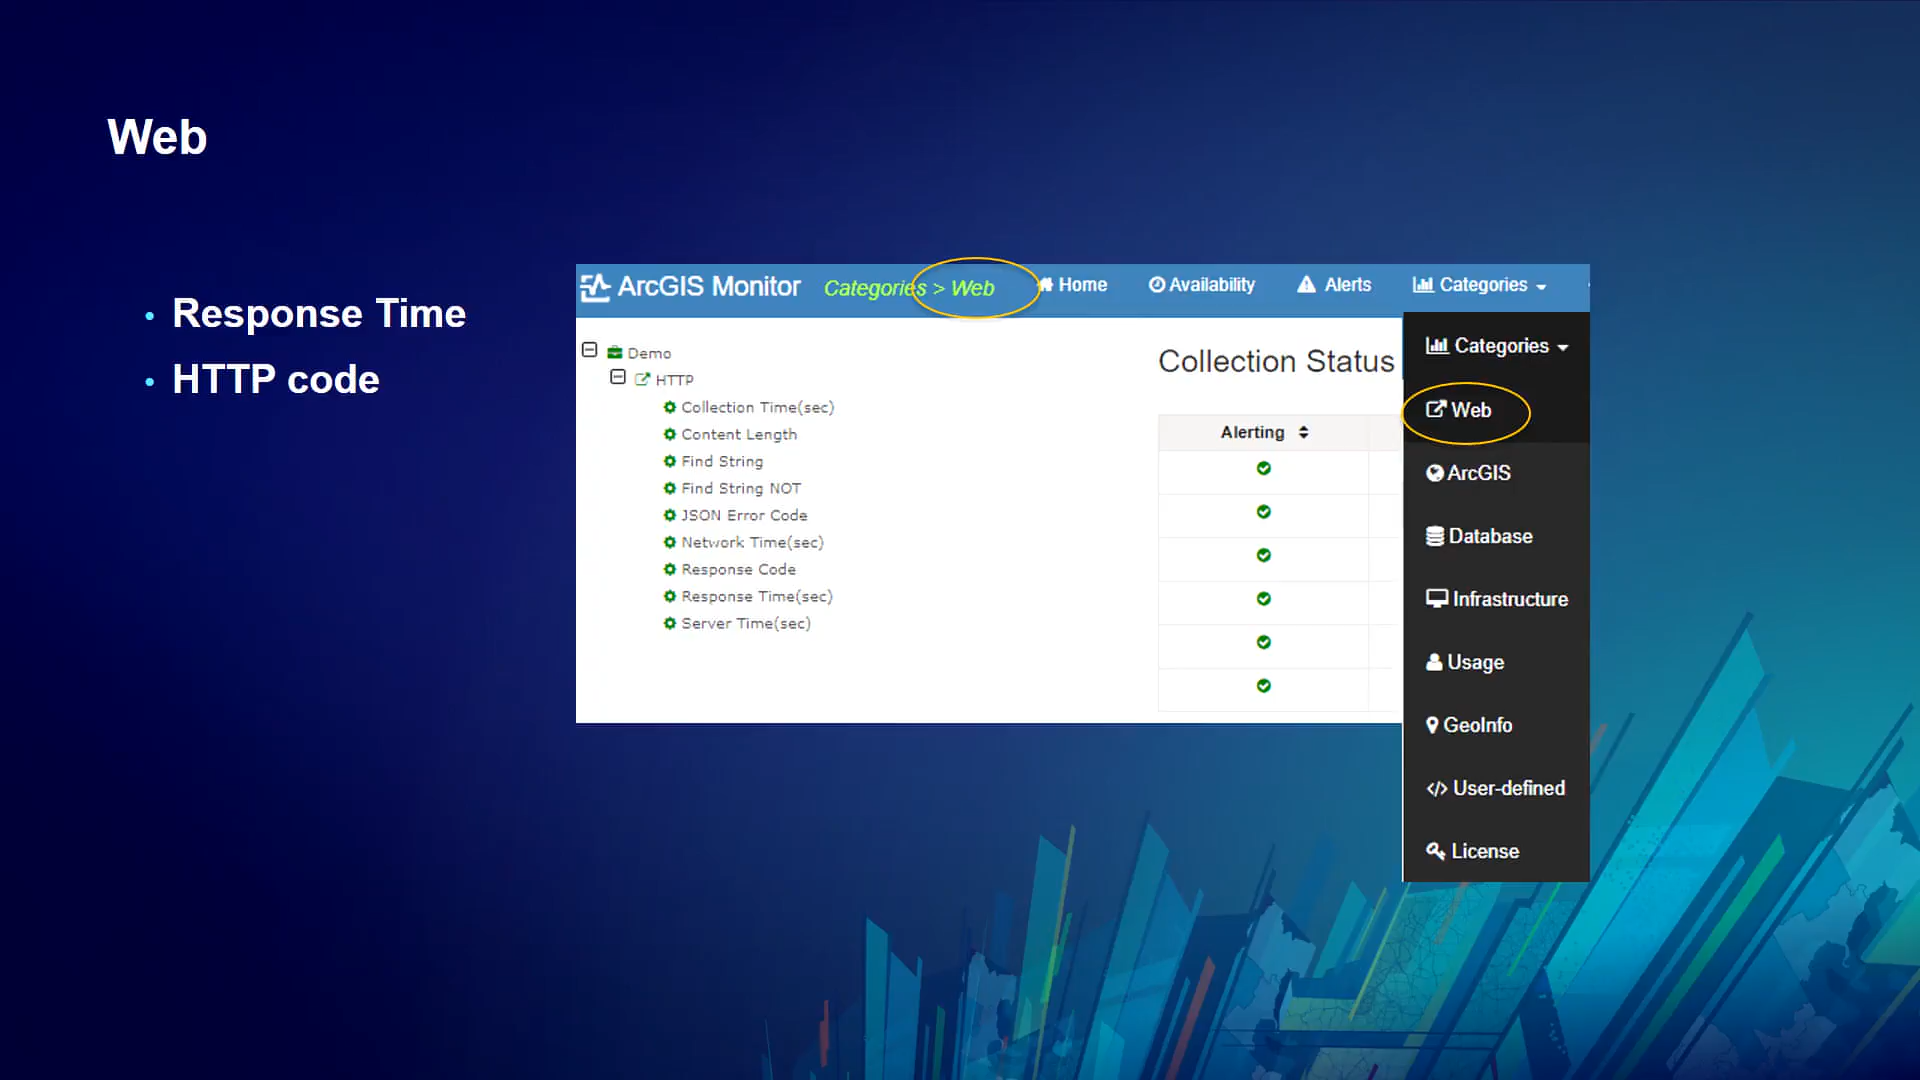 Web
• Response Time
• HTTP code
ArcGIS Monitor Categories > Web Home Availability Alerts Categories
Demo
HTTP
Collection Time(sec)
Content Length
Find String
Find String NOT
JSON Error Code
Network Time(sec)
Response Code
Response Time(sec)
Server Time(sec)
Collection Status
Alerting
Categories
Web
ArcGIS
Database
Infrastructure
Usage
GeoInfo
User-defined
License